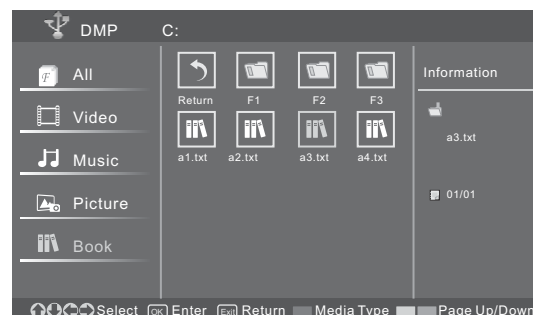 DMP C:
All
Video
Music
Picture
Book
Return F1 F2 F3
a1.txt a2.txt a3.txt a4.txt
Information
a3.txt
01/01
Select OK Enter Exit Return Media Type Page Up/Down